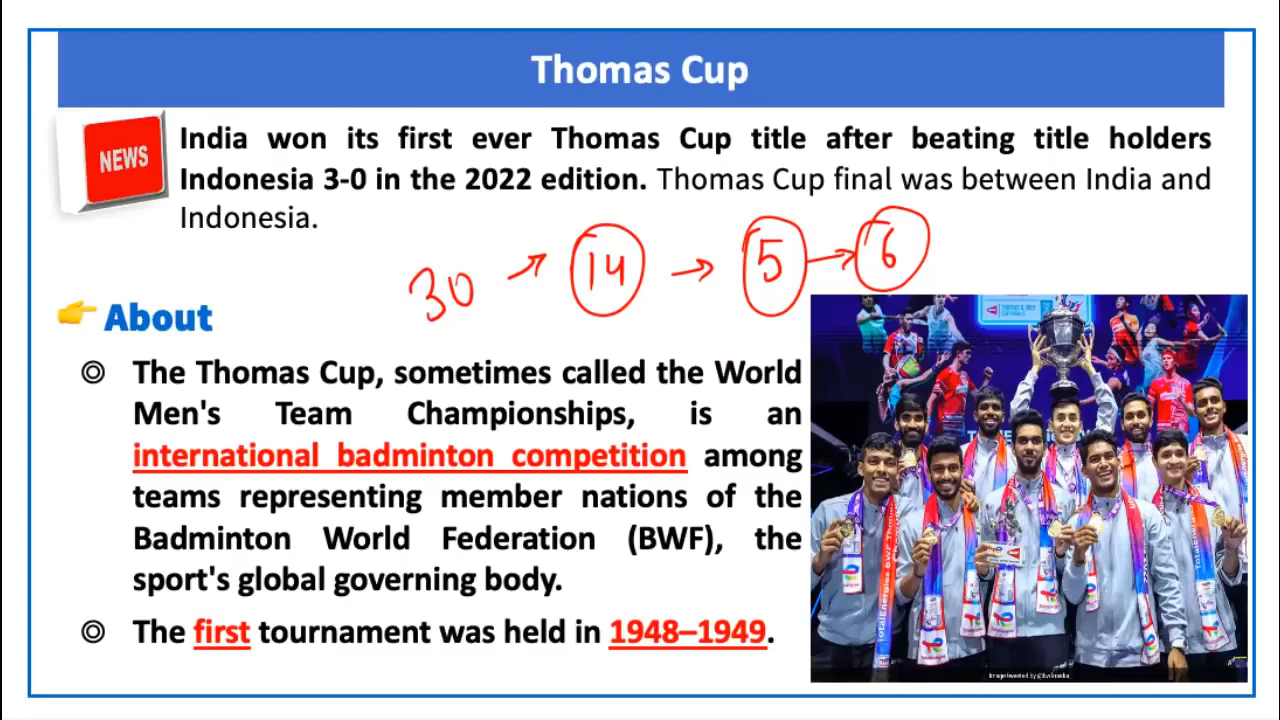 Thomas Cup
NEWS
India won its first ever Thomas Cup title after beating title holders
Indonesia 3-0 in the 2022 edition. Thomas Cup final was between India and
Indonesia.
30 → 14 → 5 → 6
About
◎ The Thomas Cup, sometimes called the World
Men's Team Championships, is an
international badminton competition among
teams representing member nations of the
Badminton World Federation (BWF), the
sport's global governing body.
◎ The first tournament was held in 1948–1949.